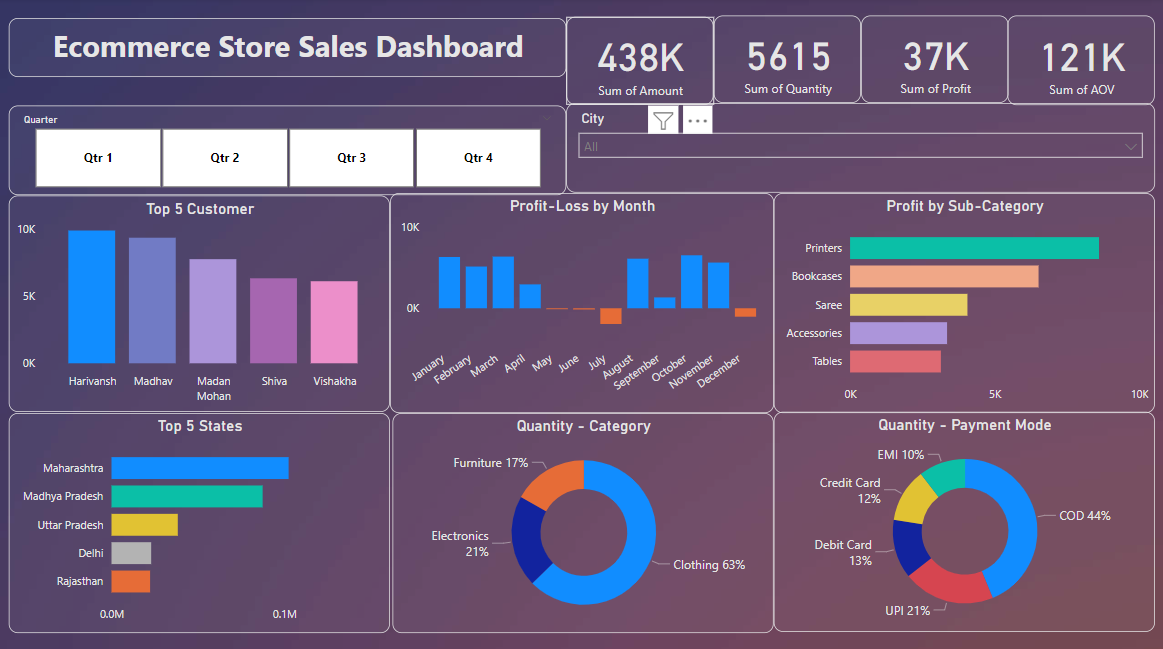 Ecommerce Store Sales Dashboard
438K
Sum of Amount
5615
Sum of Quantity
37K
Sum of Profit
121K
Sum of AOV
Quarter
Qtr 1
Qtr 2
Qtr 3
Qtr 4
City
All
Top 5 Customer
10K
5K
0K
Harivansh
Madhav
Madan
Mohan
Shiva
Vishakha
Profit-Loss by Month
10K
0K
January
February
March
April
May
June
July
August
September
October
November
December
Profit by Sub-Category
Printers
Bookcases
Saree
Accessories
Tables
0K
5K
10K
Top 5 States
Maharashtra
Madhya Pradesh
Uttar Pradesh
Delhi
Rajasthan
0.0M
0.1M
Quantity - Category
Furniture 17%
Electronics
21%
Clothing 63%
Quantity - Payment Mode
EMI 10%
Credit Card
12%
COD 44%
Debit Card
13%
UPI 21%